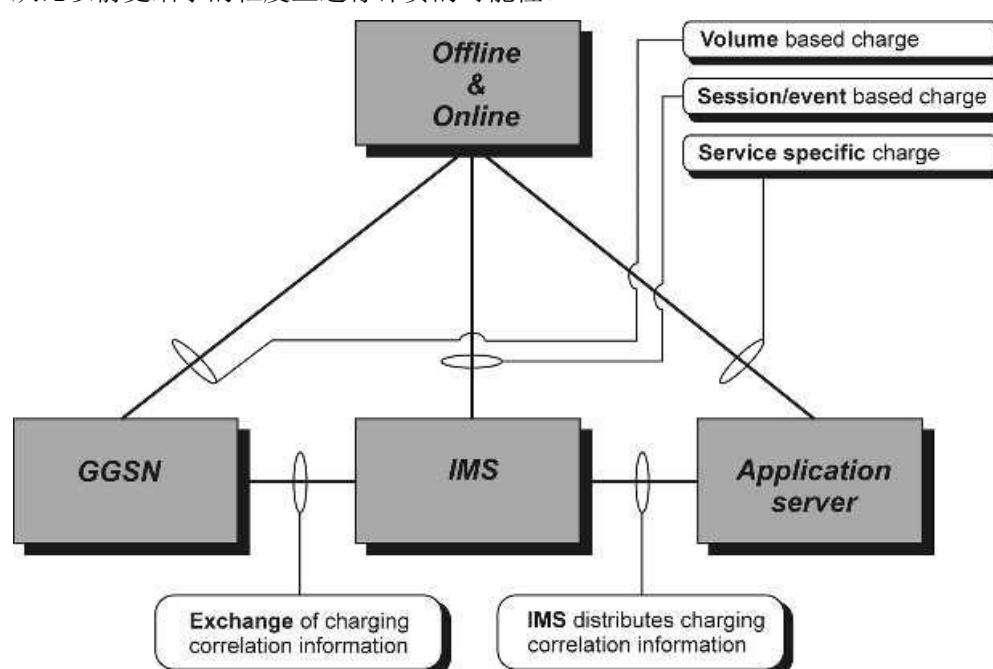 Offline
&
Online
Volume based charge
Session/event based charge
Service specific charge
GGSN
IMS
Application
server
Exchange of charging
correlation information
IMS distributes charging
correlation information